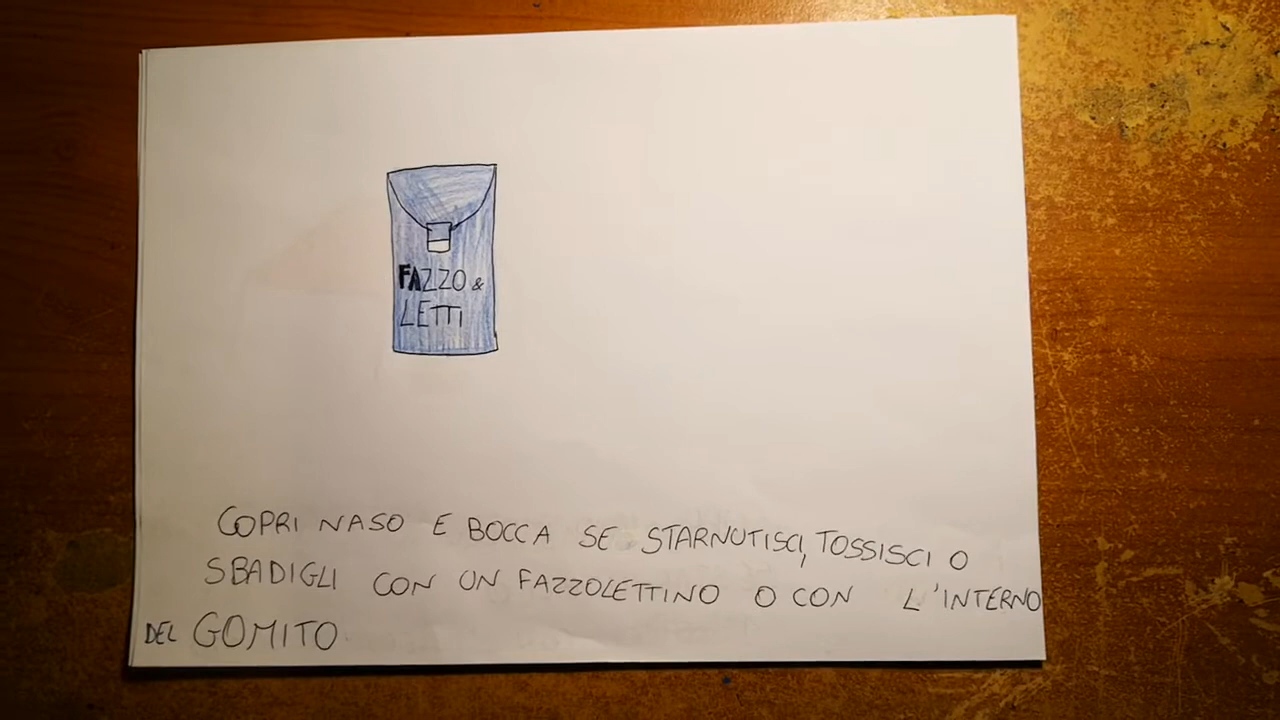 FAZZO &
LETTI
COPRI NASO E BOCCA SE STARNUTISCI, TOSSISCI O
SBADIGLI CON UN FAZZOLETTINO O CON L'INTERNO
DEL GOMITO